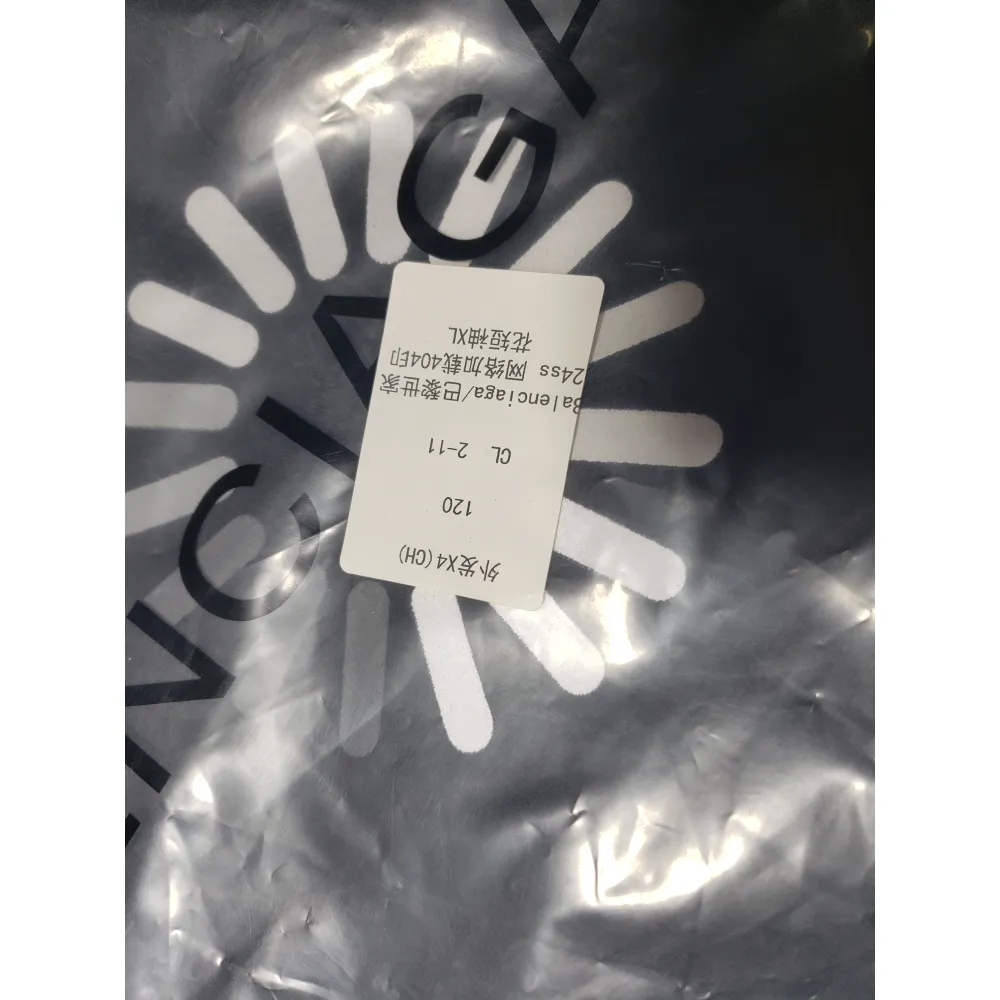 ENCIAGA
外发X4(CH)
120
CL 2-11
Balenciaga/巴黎世家
24ss 网络加载404印
花短袖XL